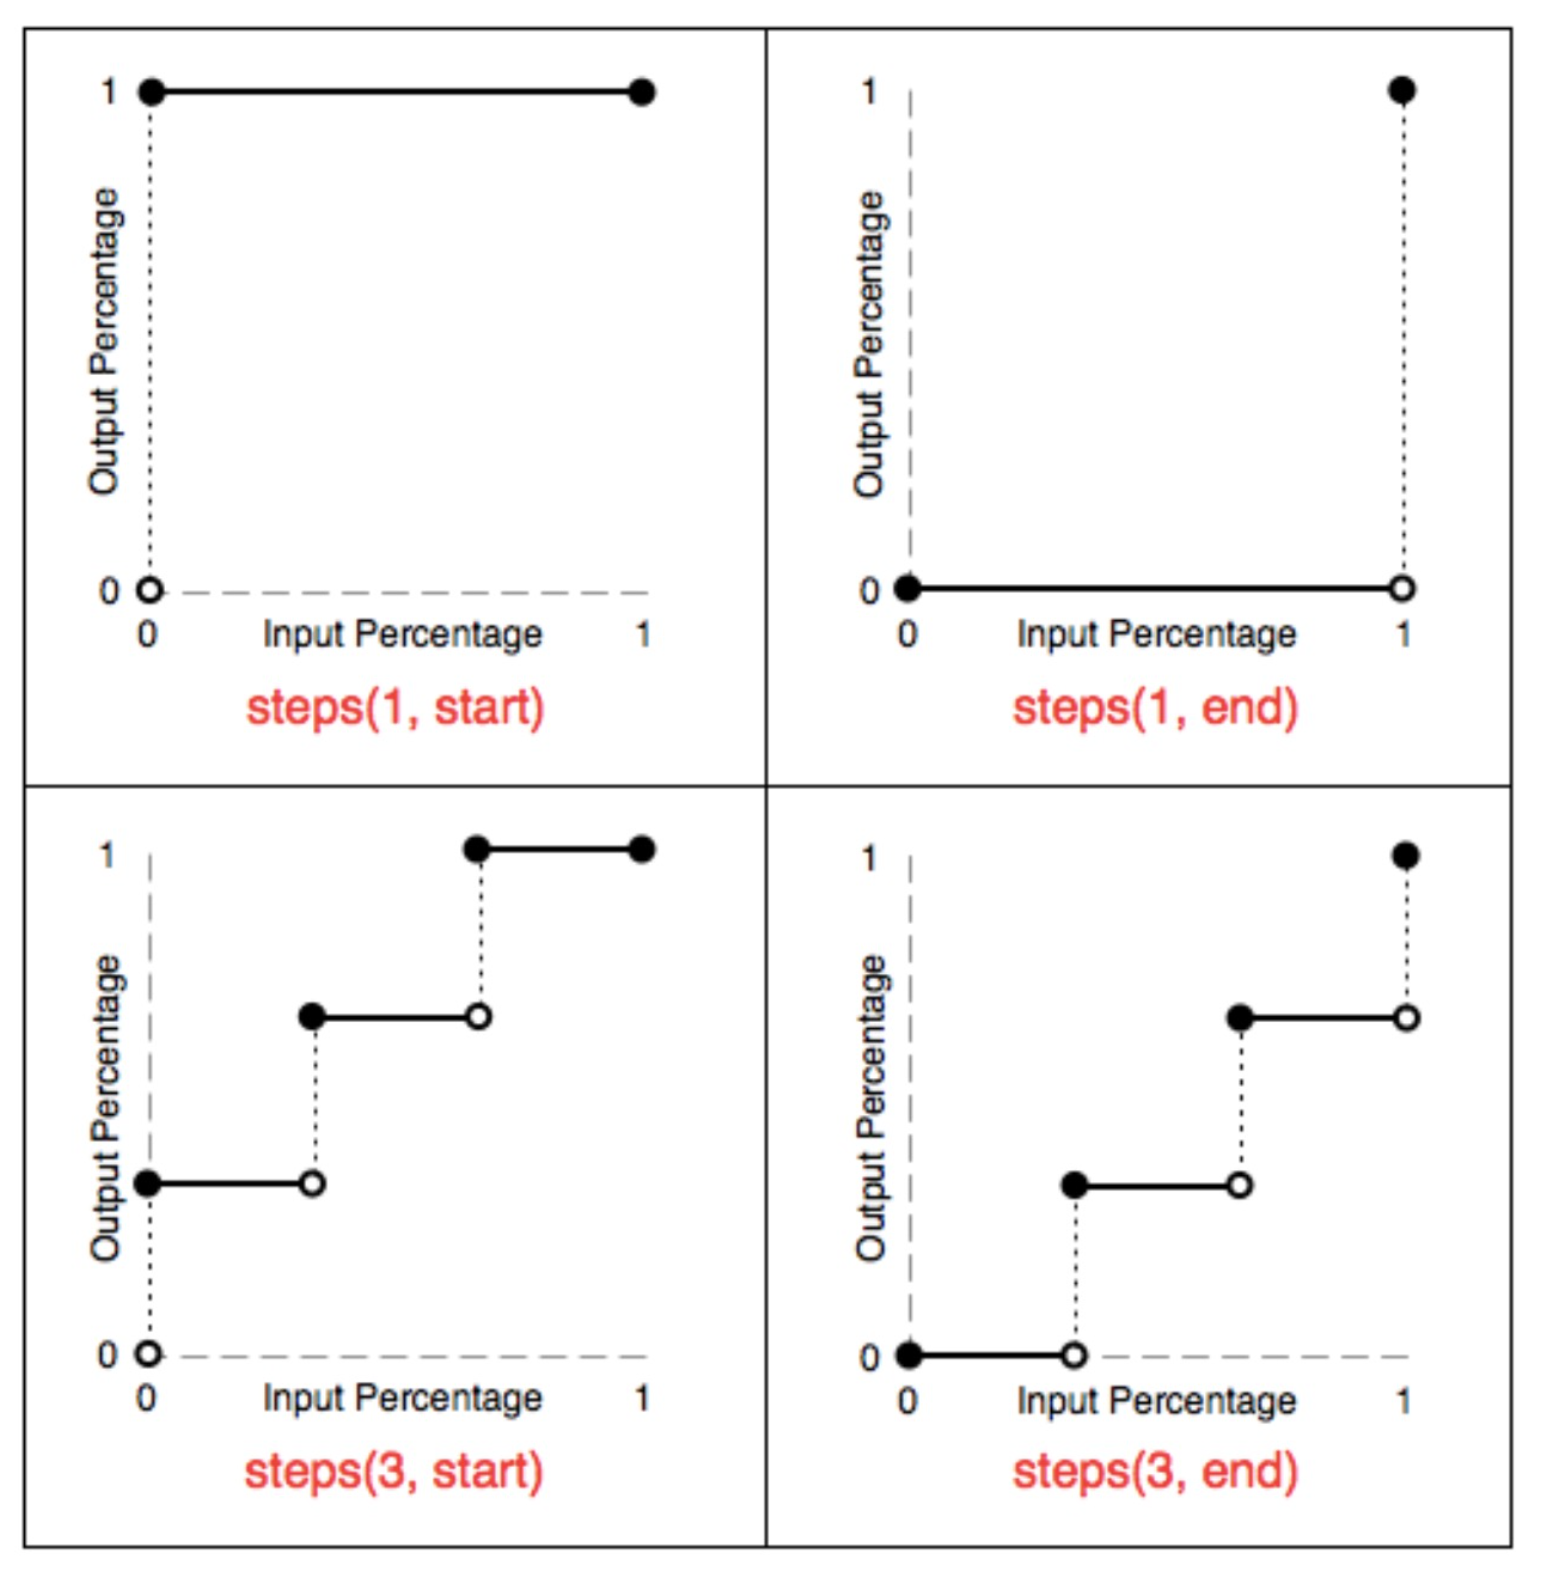 1
Output Percentage
0
0 Input Percentage 1
steps(1, start)
1
Output Percentage
0
0 Input Percentage 1
steps(1, end)
1
Output Percentage
0
0 Input Percentage 1
steps(3, start)
1
Output Percentage
0
0 Input Percentage 1
steps(3, end)